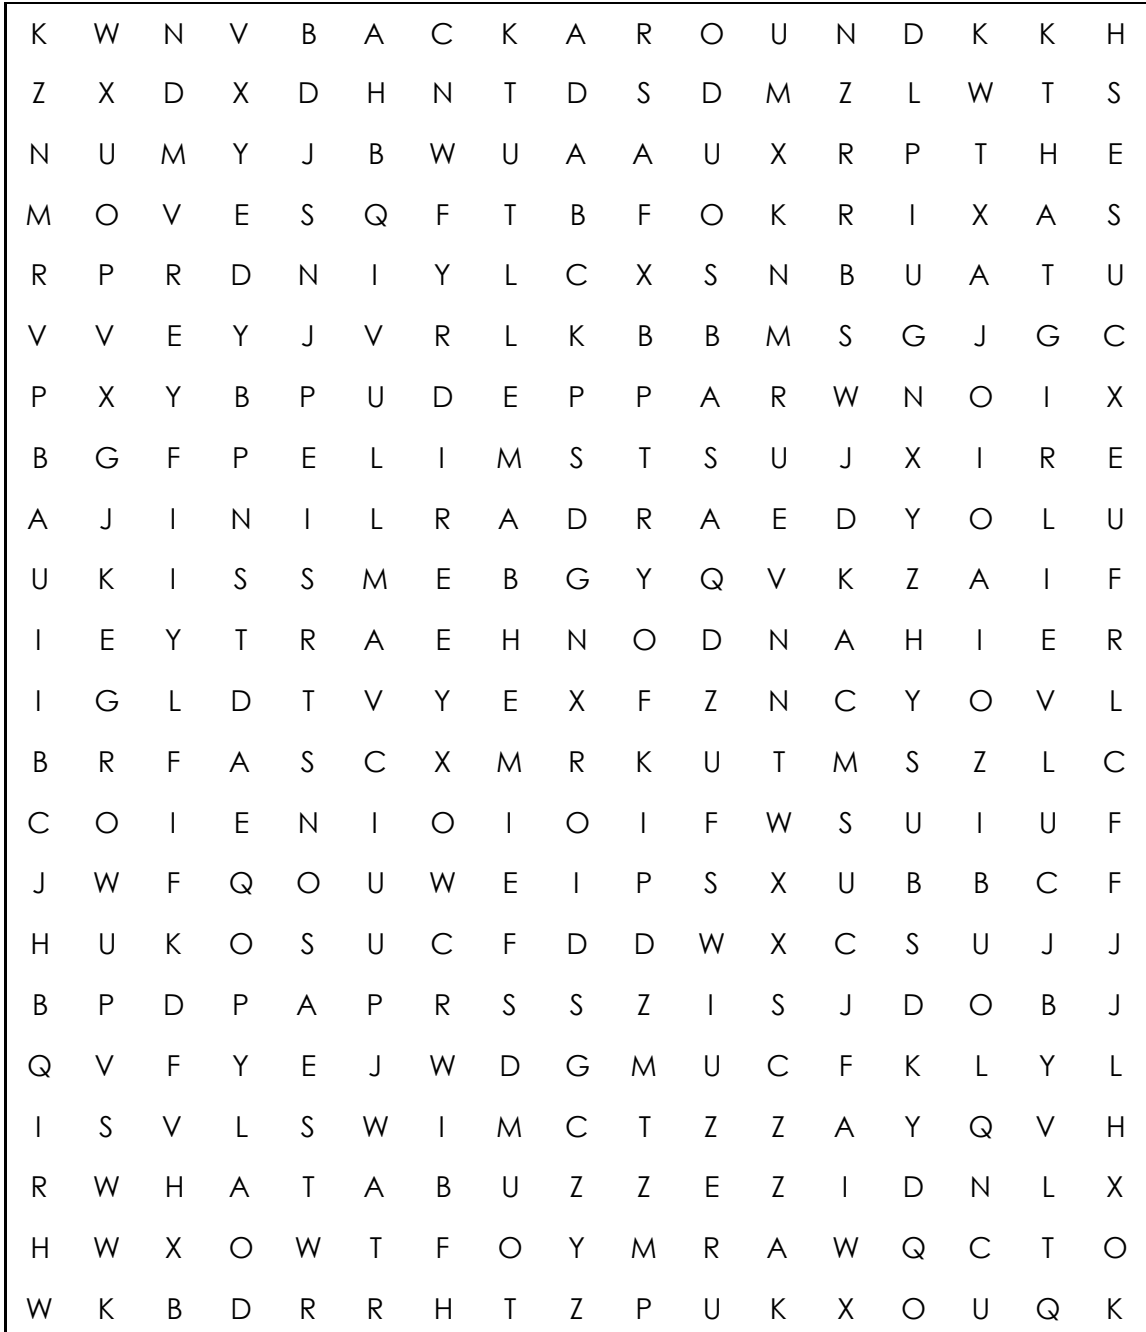 K W N V B A C K A R O U N D K K H
Z X D X D H N T D S D M Z L W T S
N U M Y J B W U A A U X R P T H E
M O V E S Q F T B F O K R I X A S
R P R D N I Y L C X S N B U A T U
V V E Y J V R L K B B M S G J G C
P X Y B P U D E P P A R W N O I X
B G F P E L I M S T S U J X I R E
A J I N I L R A D R A E D Y O L U
U K I S S M E B G Y Q V K Z A I F
I E Y T R A E H N O D N A H I E R
I G L D T V Y E X F Z N C Y O V L
B R F A S C X M R K U T M S Z L C
C O I E N I O I O I F W S U I U F
J W F Q O U W E I P S X U B B C F
H U K O S U C F D D W X C S U J J
B P D P A P R S S Z I S J D O B J
Q V F Y E J W D G M U C F K L Y L
I S V L S W I M C T Z Z A Y Q V H
R W H A T A B U Z Z E Z I D N L X
H W X O W T F O Y M R A W Q C T O
W K B D R R H T Z P U K X O U Q K